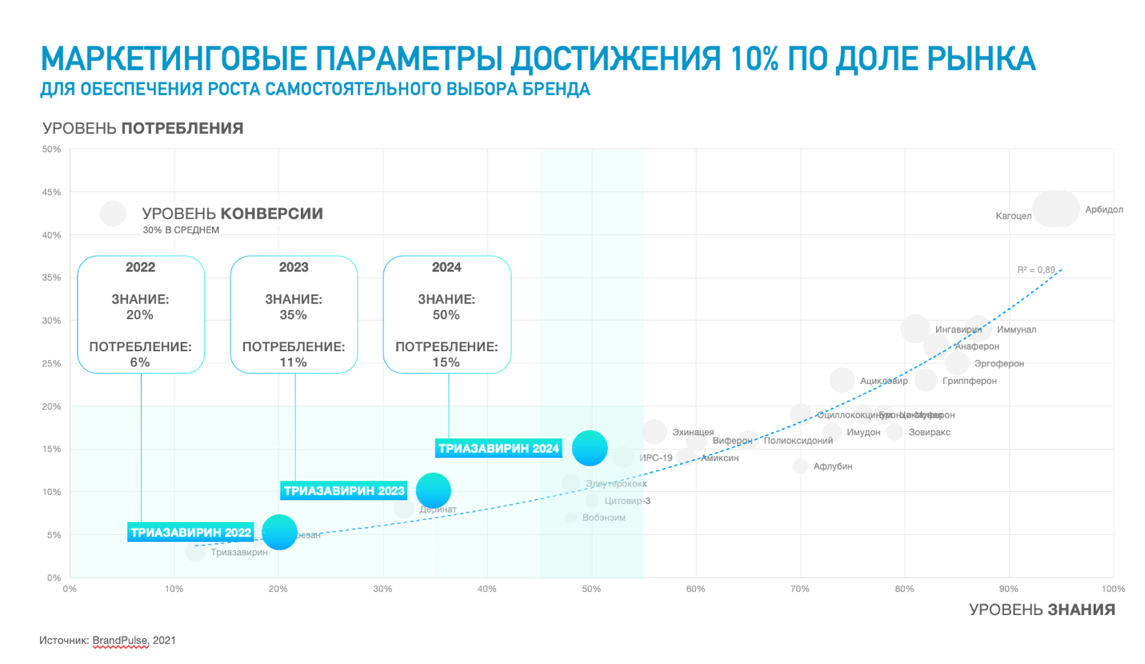 МАРКЕТИНГОВЫЕ ПАРАМЕТРЫ ДОСТИЖЕНИЯ 10% ПО ДОЛЕ РЫНКА
ДЛЯ ОБЕСПЕЧЕНИЯ РОСТА САМОСТОЯТЕЛЬНОГО ВЫБОРА БРЕНДА
УРОВЕНЬ ПОТРЕБЛЕНИЯ
50%
45%
40%
35%
30%
25%
20%
15%
10%
5%
0%
УРОВЕНЬ КОНВЕРСИИ
30% В СРЕДНЕМ
2022
ЗНАНИЕ:
20%
ПОТРЕБЛЕНИЕ:
6%
2023
ЗНАНИЕ:
35%
ПОТРЕБЛЕНИЕ:
11%
2024
ЗНАНИЕ:
50%
ПОТРЕБЛЕНИЕ:
15%
Кагоцел
Арбидол
R² = 0,89
Ингавирин
Иммунал
Анаферон
Эргоферон
Ацикловир
Гриппферон
Эхинацея
Виферон
Полиоксидоний
Имудон
Зовиракс
ИРС-19
Амиксин
Афлубин
Элеутерококк
Цитовир-3
Вобэнзим
Деринат
Триазавирин
ТРИАЗАВИРИН 2024
ТРИАЗАВИРИН 2023
ТРИАЗАВИРИН 2022
0%
10%
20%
30%
40%
50%
60%
70%
80%
90%
100%
УРОВЕНЬ ЗНАНИЯ
Источник: BrandPulse, 2021